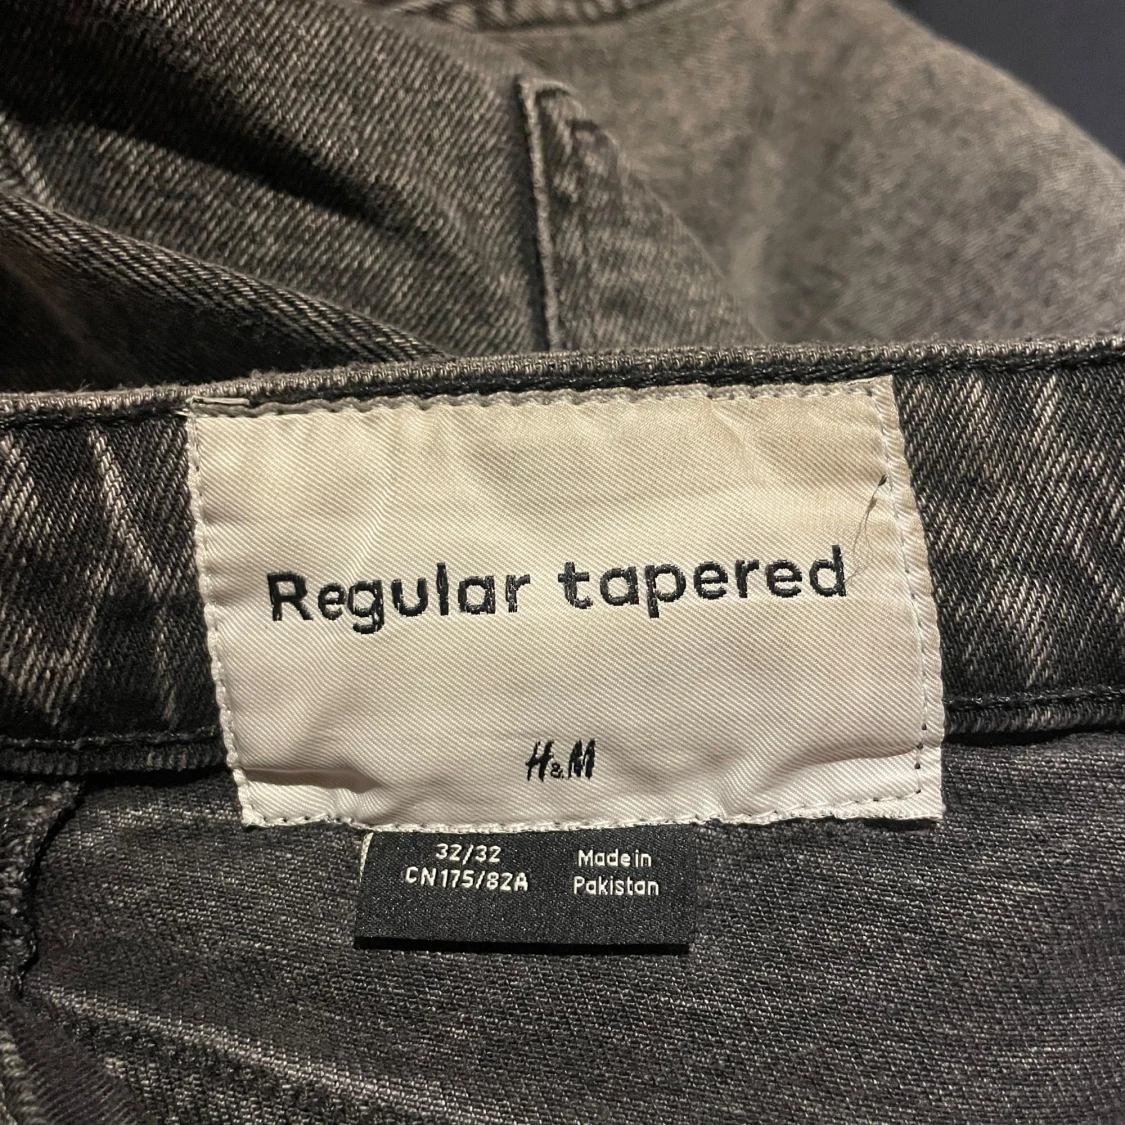 Regular tapered
H&M
32/32
CN175/82A
Made in
Pakistan